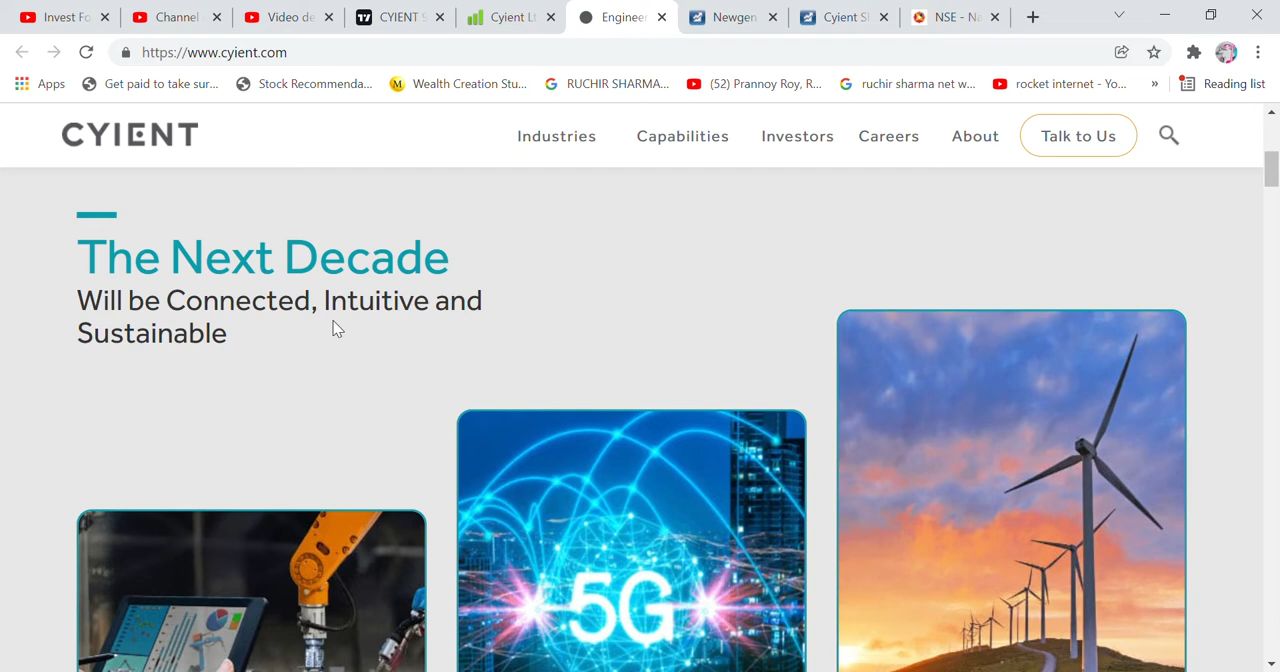 Invest Fo
Channel
Video de
CYIENT S
Cyient Lt
Engineer
Newgen
Cyient Sh
NSE - Na
https://www.cyient.com
Apps
Get paid to take sur...
Stock Recommenda...
Wealth Creation Stu...
RUCHIR SHARMA...
(52) Prannoy Roy, R...
ruchir sharma net w...
rocket internet - Yo...
»
Reading list
CYIENT
Industries
Capabilities
Investors
Careers
About
Talk to Us
The Next Decade
Will be Connected, Intuitive and
Sustainable
5G